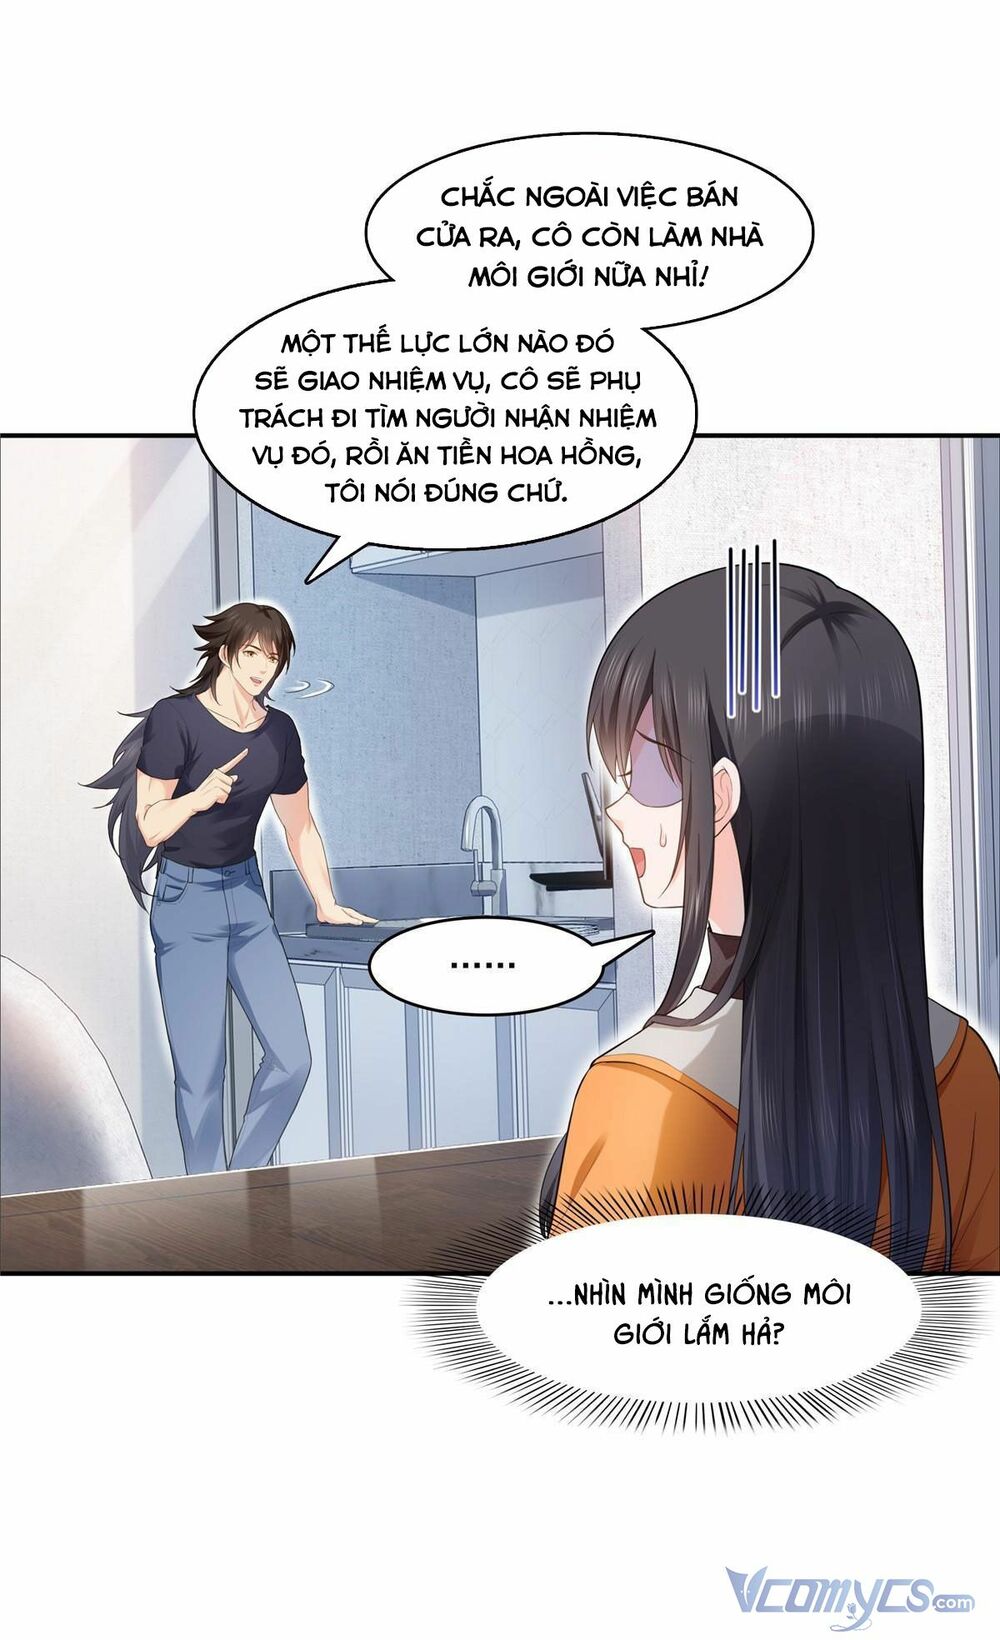 CHẮC NGOÀI VIỆC BÁN
CỬA RA, CÔ CÒN LÀM NHÀ
MÔI GIỚI NỮA NHỈ!
MỘT THẾ LỰC LỚN NÀO ĐÓ
SẼ GIAO NHIỆM VỤ, CÔ SẼ PHỤ
TRÁCH ĐI TÌM NGƯỜI NHẬN NHIỆM
VỤ ĐÓ, RỒI ĂN TIỀN HOA HỒNG,
TÔI NÓI ĐÚNG CHỨ.
......
...NHÌN MÌNH GIỐNG MÔI
GIỚI LẮM HẢ?
VCOMYCS.com